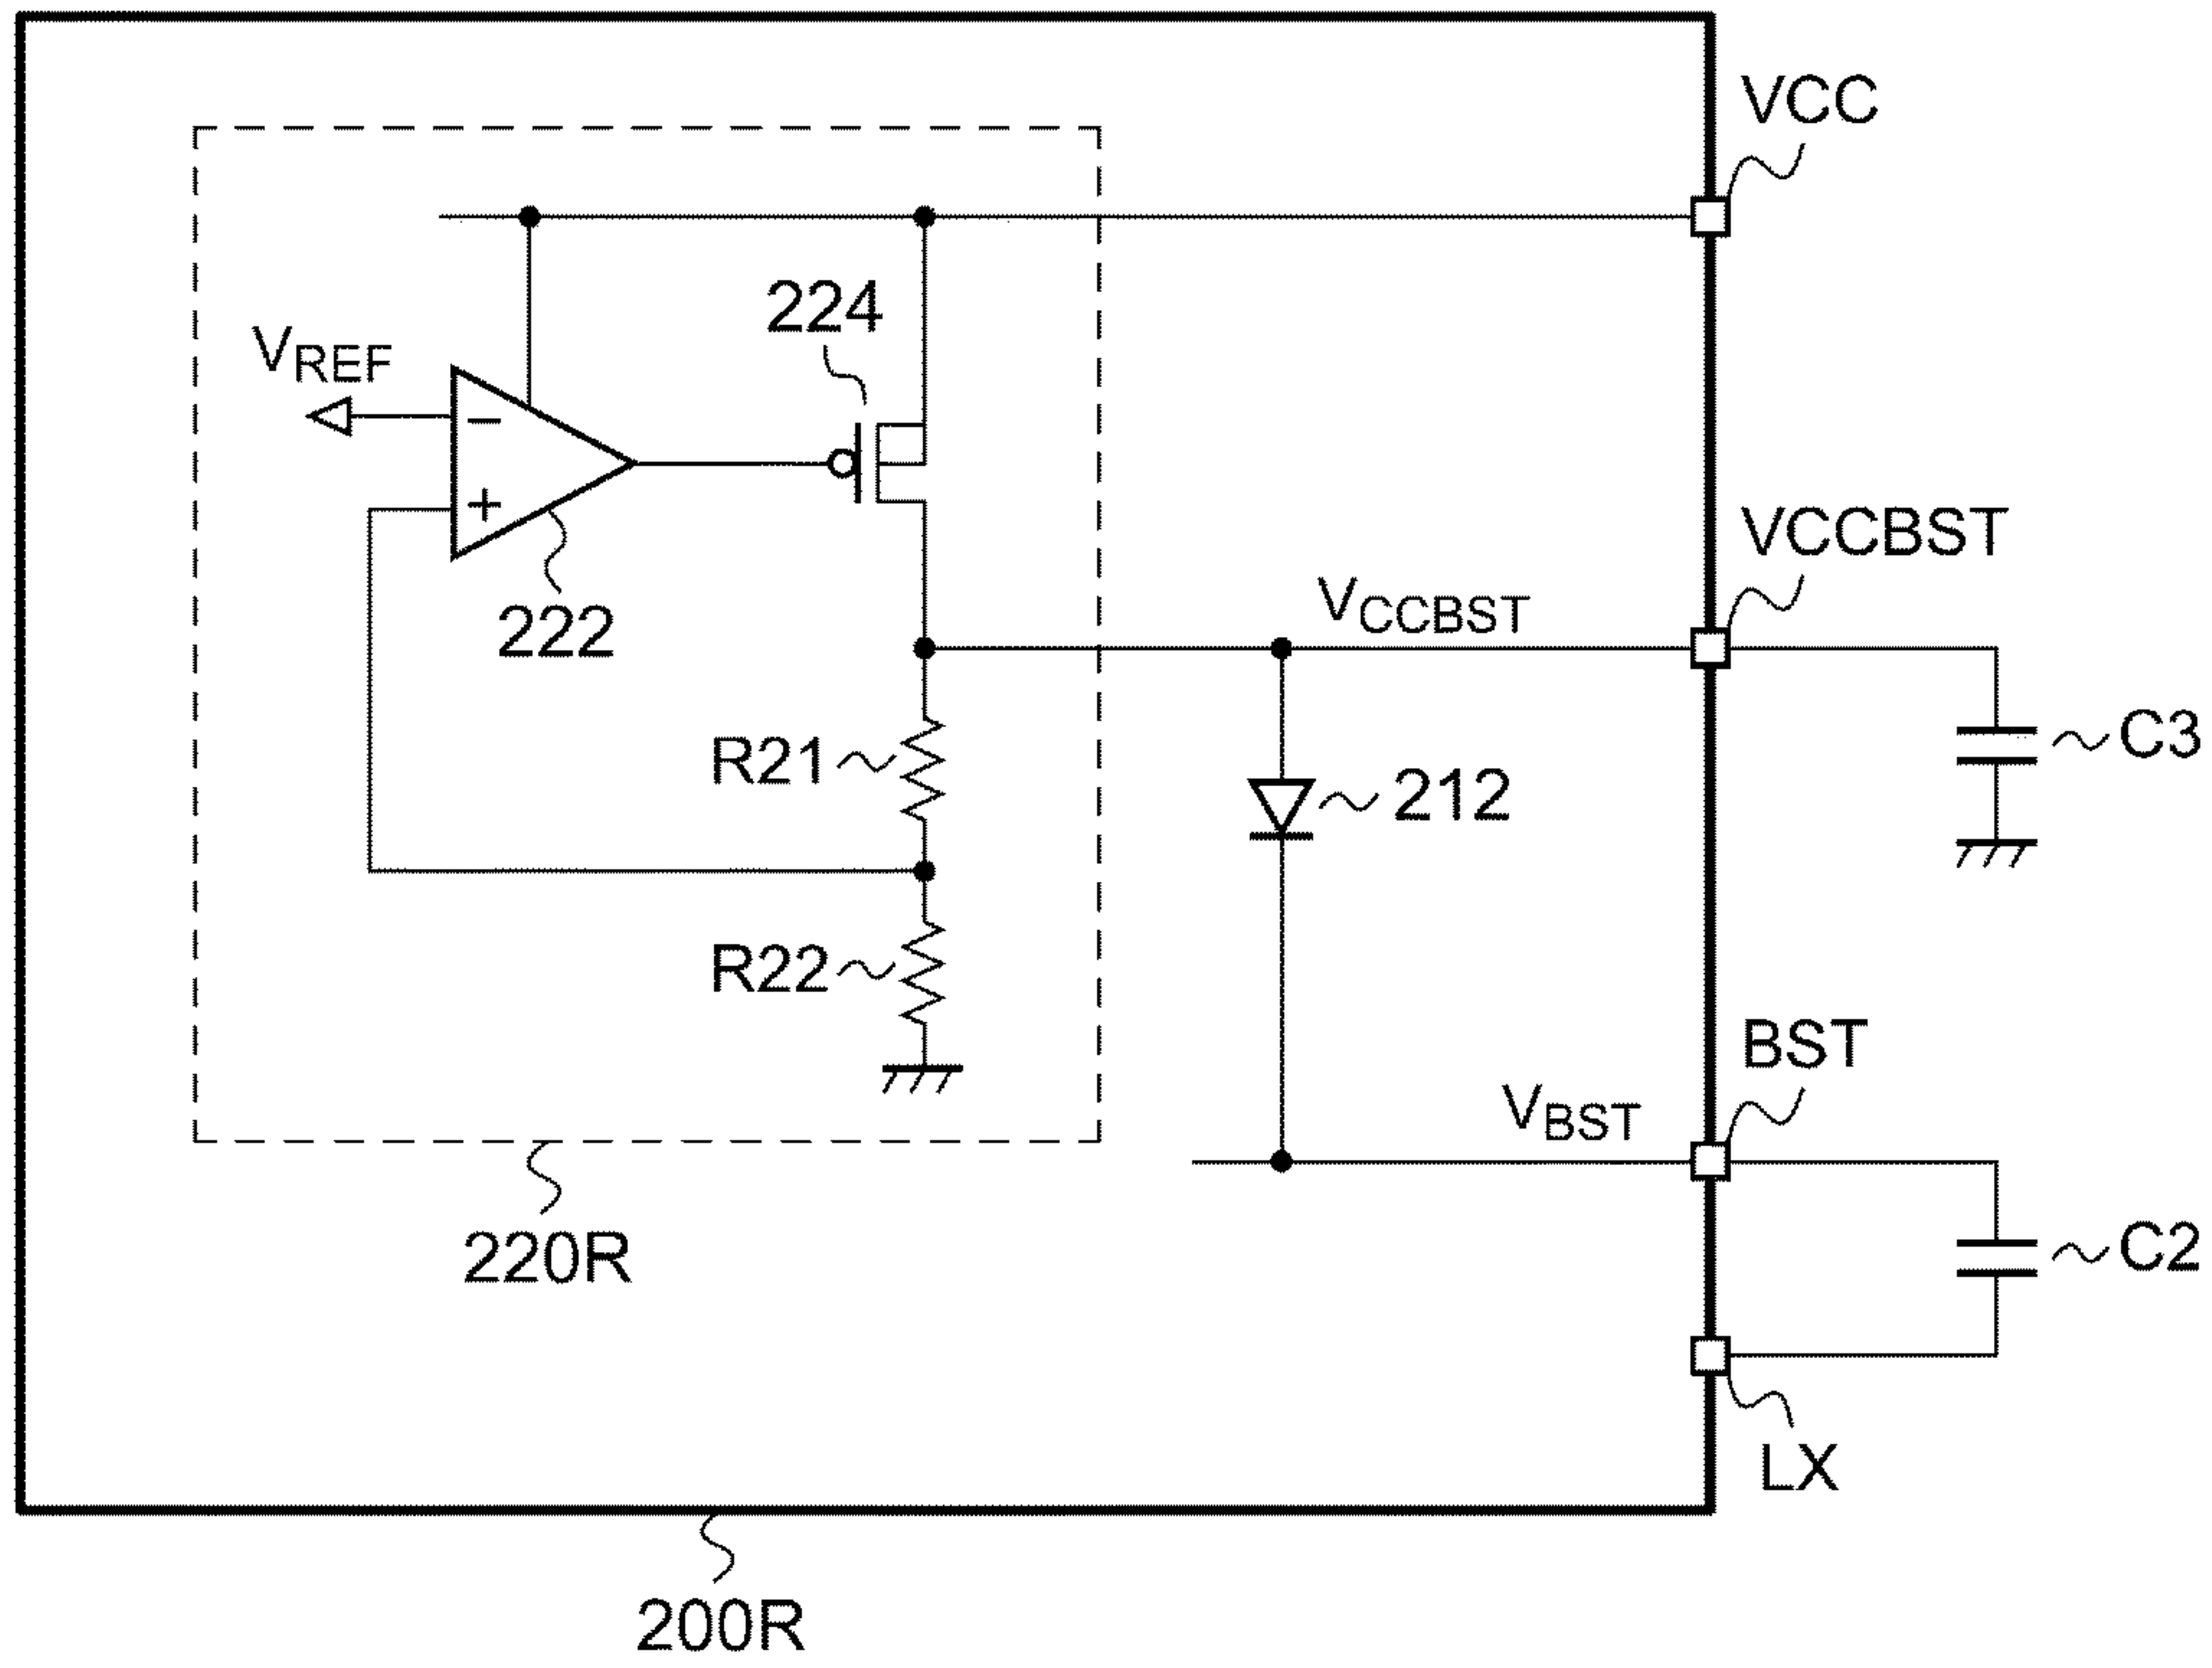 VCC
224
VREF
−
+
222
VCCBST
VCCBST
R21
212
C3
R22
BST
VBST
220R
C2
LX
200R